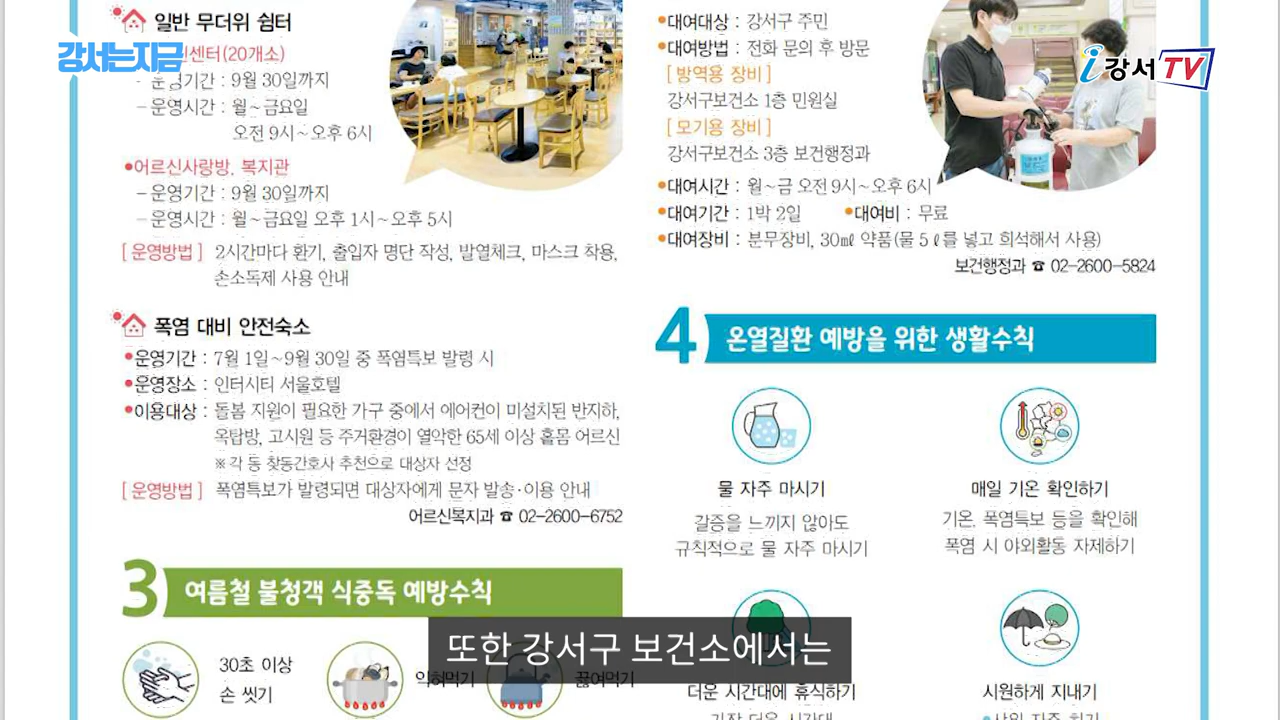 일반 무더위 쉼터
강서는지금
센터(20개소)
- 운영기간 : 9월 30일까지
- 운영시간 : 월~금요일
오전 9시~오후 6시
•어르신사랑방, 복지관
- 운영기간 : 9월 30일까지
- 운영시간 : 월~금요일 오후 1시~오후 5시
[ 운영방법 ] 2시간마다 환기, 출입자 명단 작성, 발열체크, 마스크 착용,
손소독제 사용 안내
폭염 대비 안전숙소
•운영기간 : 7월 1일~9월 30일 중 폭염특보 발령 시
•운영장소 : 인터시티 서울호텔
•이용대상 : 돌봄 지원이 필요한 가구 중에서 에어컨이 미설치된 반지하,
옥탑방, 고시원 등 주거환경이 열악한 65세 이상 홀몸 어르신
※ 각 동 찾동간호사 추천으로 대상자 선정
[ 운영방법 ] 폭염특보가 발령되면 대상자에게 문자 발송·이용 안내
어르신복지과 ☎ 02-2600-6752
3 여름철 불청객 식중독 예방수칙
30초 이상
손 씻기
익혀먹기
끓여먹기
•대여대상 : 강서구 주민
•대여방법 : 전화 문의 후 방문
[ 방역용 장비 ]
강서구보건소 1층 민원실
[ 모기용 장비 ]
강서구보건소 3층 보건행정과
•대여시간 : 월~금 오전 9시~오후 6시
•대여기간 : 1박 2일 •대여비 : 무료
•대여장비 : 분무장비, 30㎖ 약품(물 5ℓ를 넣고 희석해서 사용)
보건행정과 ☎ 02-2600-5824
i강서TV
4 온열질환 예방을 위한 생활수칙
물 자주 마시기
갈증을 느끼지 않아도
규칙적으로 물 자주 마시기
매일 기온 확인하기
기온, 폭염특보 등을 확인해
폭염 시 야외활동 자제하기
더운 시간대에 휴식하기
가장 더운 시간대
시원하게 지내기
•샤워 자주 하기
또한 강서구 보건소에서는